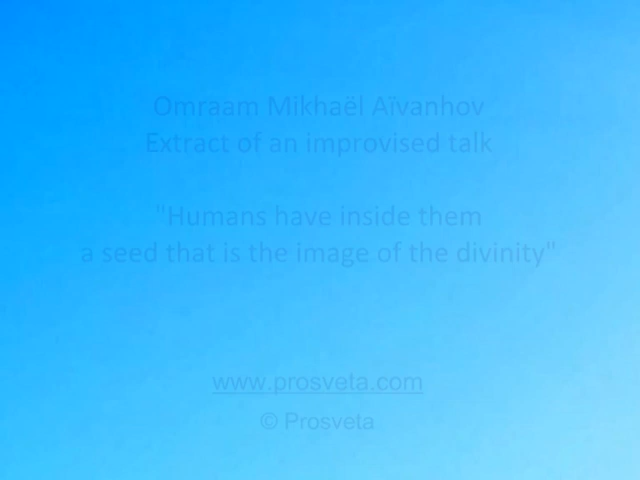 Omraam Mikhaël Aïvanhov
Extract of an improvised talk
"Humans have inside them
a seed that is the image of the divinity"
www.prosveta.com
© Prosveta